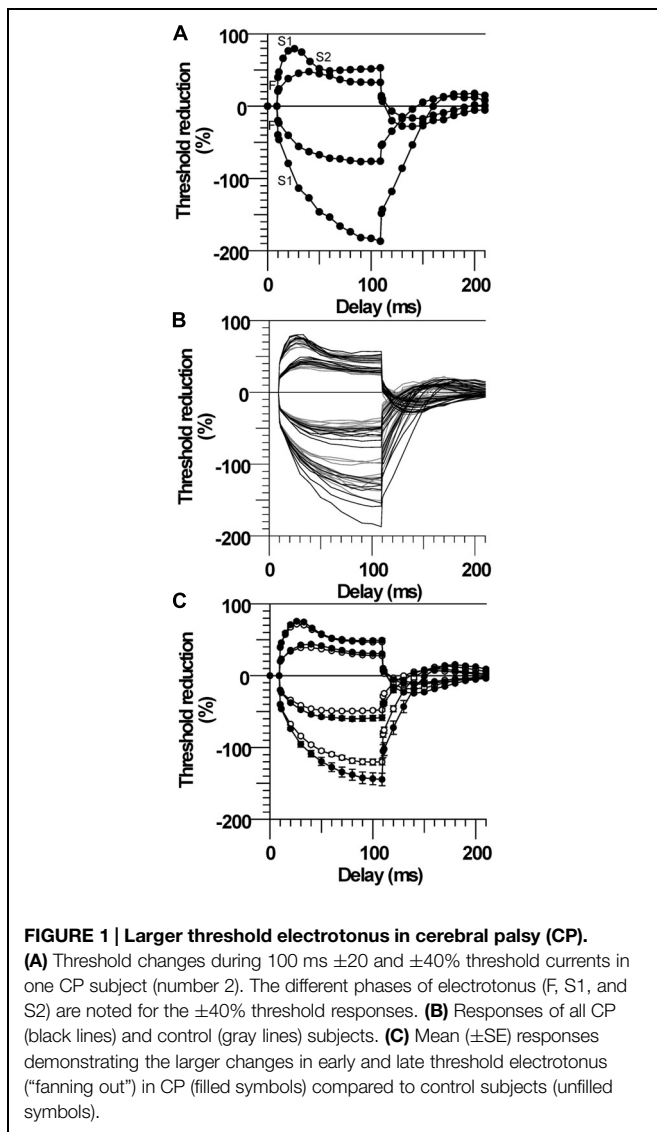 A
100
S1
S2
F
0
F
-100
S1
-200
Threshold reduction
(%)
0
100
200
Delay (ms)
B
100
0
-100
-200
Threshold reduction
(%)
0
100
200
C
100
0
-100
-200
Threshold reduction
(%)
0
100
200
Delay (ms)
FIGURE 1 | Larger threshold electrotonus in cerebral palsy (CP).
(A) Threshold changes during 100 ms ±20 and ±40% threshold currents in
one CP subject (number 2). The different phases of electrotonus (F, S1, and
S2) are noted for the ±40% threshold responses. (B) Responses of all CP
(black lines) and control (gray lines) subjects. (C) Mean (±SE) responses
demonstrating the larger changes in early and late threshold electrotonus
(“fanning out”) in CP (filled symbols) compared to control subjects (unfilled
symbols).